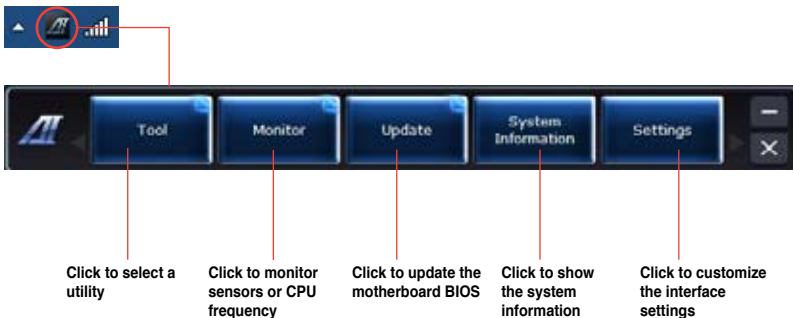 AI
Tool
Monitor
Update
System
Information
Settings
Click to select a
utility
Click to monitor
sensors or CPU
frequency
Click to update the
motherboard BIOS
Click to show
the system
information
Click to customize
the interface
settings